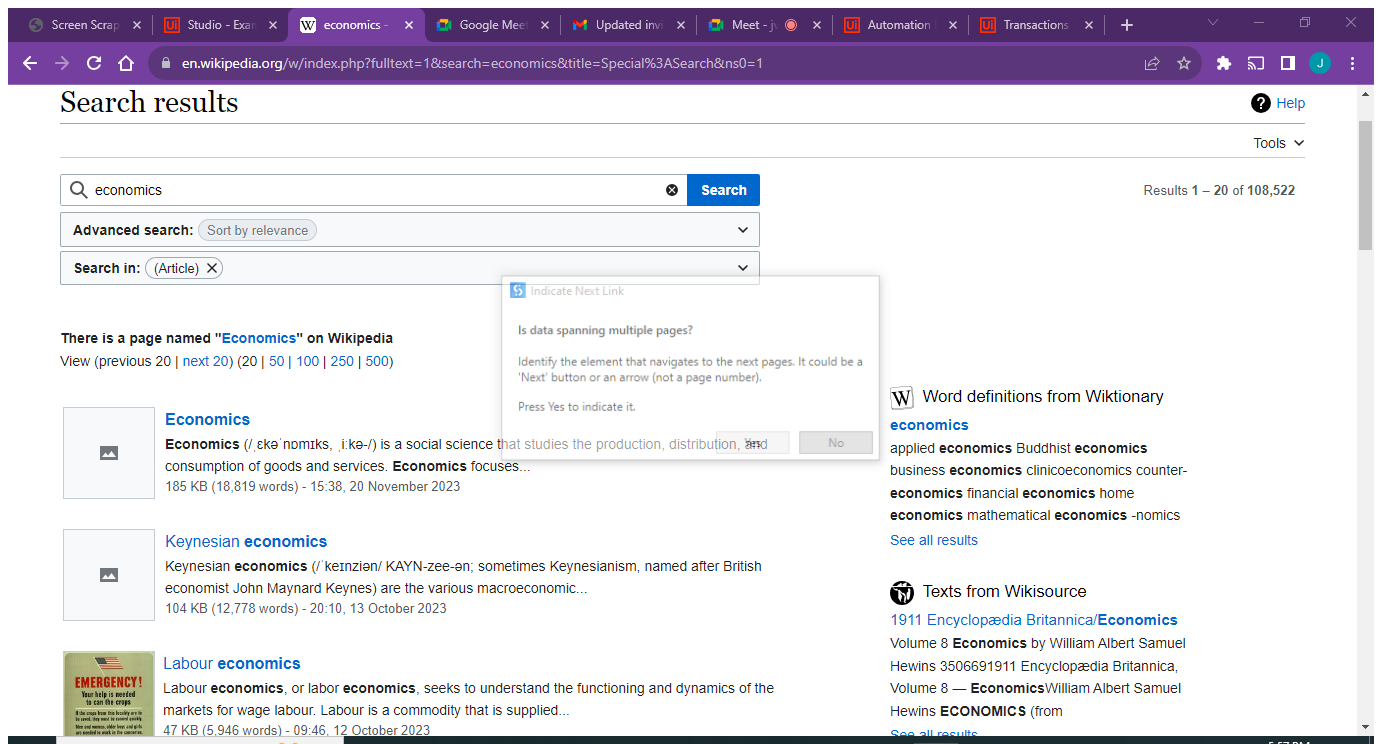 Screen Scrap
Studio - Exam
economics -
Google Meet
Updated invi
Meet - jv
Automation
Transactions
en.wikipedia.org/w/index.php?fulltext=1&search=economics&title=Special%3ASearch&ns0=1
J
Search results
Help
Tools
economics
Search
Results 1 – 20 of 108,522
Advanced search: Sort by relevance
Search in: (Article)
Indicate Next Link
Is data spanning multiple pages?
Identify the element that navigates to the next pages. It could be a
'Next' button or an arrow (not a page number).
Press Yes to indicate it.
Yes
No
There is a page named "Economics" on Wikipedia
View (previous 20 | next 20) (20 | 50 | 100 | 250 | 500)
Economics
Economics (/ˌɛkəˈnɒmɪks, ˌiːkə-/) is a social science that studies the production, distribution, and
consumption of goods and services. Economics focuses...
185 KB (18,819 words) - 15:38, 20 November 2023
Keynesian economics
Keynesian economics (/ˈkeɪnziən/ KAYN-zee-ən; sometimes Keynesianism, named after British
economist John Maynard Keynes) are the various macroeconomic...
104 KB (12,778 words) - 20:10, 13 October 2023
EMERGENCY!
Your help is needed
to can the crops
Labour economics
Labour economics, or labor economics, seeks to understand the functioning and dynamics of the
markets for wage labour. Labour is a commodity that is supplied...
47 KB (5,946 words) - 09:46, 12 October 2023
Word definitions from Wiktionary
economics
applied economics Buddhist economics
business economics clinicoeconomics counter-
economics financial economics home
economics mathematical economics -nomics
See all results
Texts from Wikisource
1911 Encyclopædia Britannica/Economics
Volume 8 Economics by William Albert Samuel
Hewins 3506691911 Encyclopædia Britannica,
Volume 8 — EconomicsWilliam Albert Samuel
Hewins ECONOMICS (from
See all results